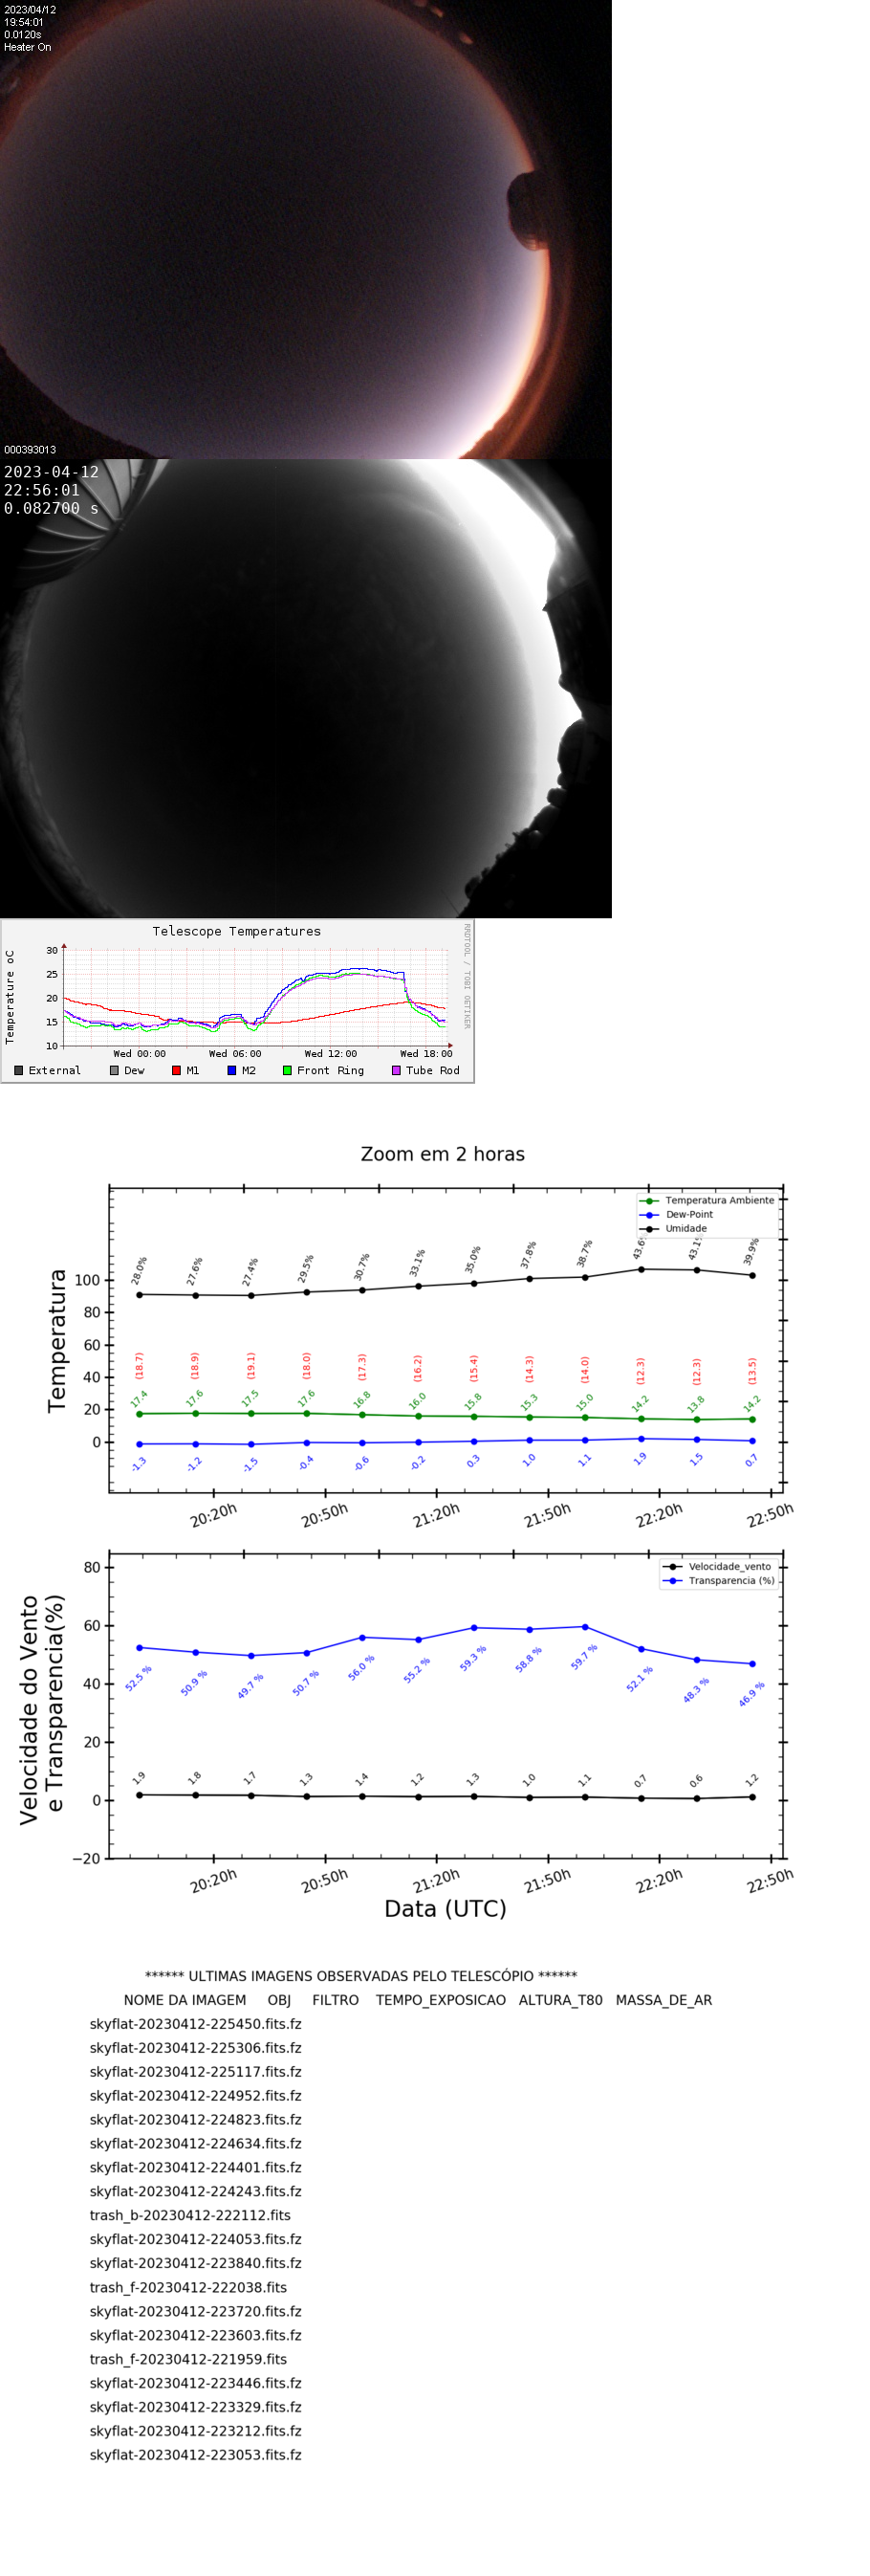 2023/04/12
19:54:01
0.0120s
Heater On
000393013
2023-04-12
22:56:01
0.082700 s
Telescope Temperatures
RRDTOOL / TOBI OETIKER
Temperature oC
30
25
20
15
10
Wed 00:00 Wed 06:00 Wed 12:00 Wed 18:00
External Dew M1 M2 Front Ring Tube Rod
Zoom em 2 horas
Temperatura
Temperatura Ambiente
Dew-Point
Umidade
28.0% 27.6% 27.4% 29.5% 30.7% 33.1% 35.0% 37.8% 38.7% 43.6% 43.1% 39.9%
100
80
60
40
20
0
(18.7) (18.9) (19.1) (18.0) (17.3) (16.2) (15.4) (14.3) (14.0) (12.3) (12.3) (13.5)
17.4 17.6 17.5 17.6 16.8 16.0 15.8 15.3 15.0 14.2 13.8 14.2
-1.3 -1.2 -1.5 -0.4 -0.6 -0.2 0.3 1.0 1.1 1.9 1.5 0.7
20:20h 20:50h 21:20h 21:50h 22:20h 22:50h
Velocidade do Vento
e Transparencia(%)
Velocidade_vento
Transparencia (%)
80
60
40
20
0
−20
52.5 % 50.9 % 49.7 % 50.7 % 56.0 % 55.2 % 59.3 % 58.8 % 59.7 % 52.1 % 48.3 % 46.9 %
1.9 1.8 1.7 1.3 1.4 1.2 1.3 1.0 1.1 0.7 0.6 1.2
20:20h 20:50h 21:20h 21:50h 22:20h 22:50h
Data (UTC)
****** ULTIMAS IMAGENS OBSERVADAS PELO TELESCÓPIO ******
NOME DA IMAGEM OBJ FILTRO TEMPO_EXPOSICAO ALTURA_T80 MASSA_DE_AR
skyflat-20230412-225450.fits.fz
skyflat-20230412-225306.fits.fz
skyflat-20230412-225117.fits.fz
skyflat-20230412-224952.fits.fz
skyflat-20230412-224823.fits.fz
skyflat-20230412-224634.fits.fz
skyflat-20230412-224401.fits.fz
skyflat-20230412-224243.fits.fz
trash_b-20230412-222112.fits
skyflat-20230412-224053.fits.fz
skyflat-20230412-223840.fits.fz
trash_f-20230412-222038.fits
skyflat-20230412-223720.fits.fz
skyflat-20230412-223603.fits.fz
trash_f-20230412-221959.fits
skyflat-20230412-223446.fits.fz
skyflat-20230412-223329.fits.fz
skyflat-20230412-223212.fits.fz
skyflat-20230412-223053.fits.fz